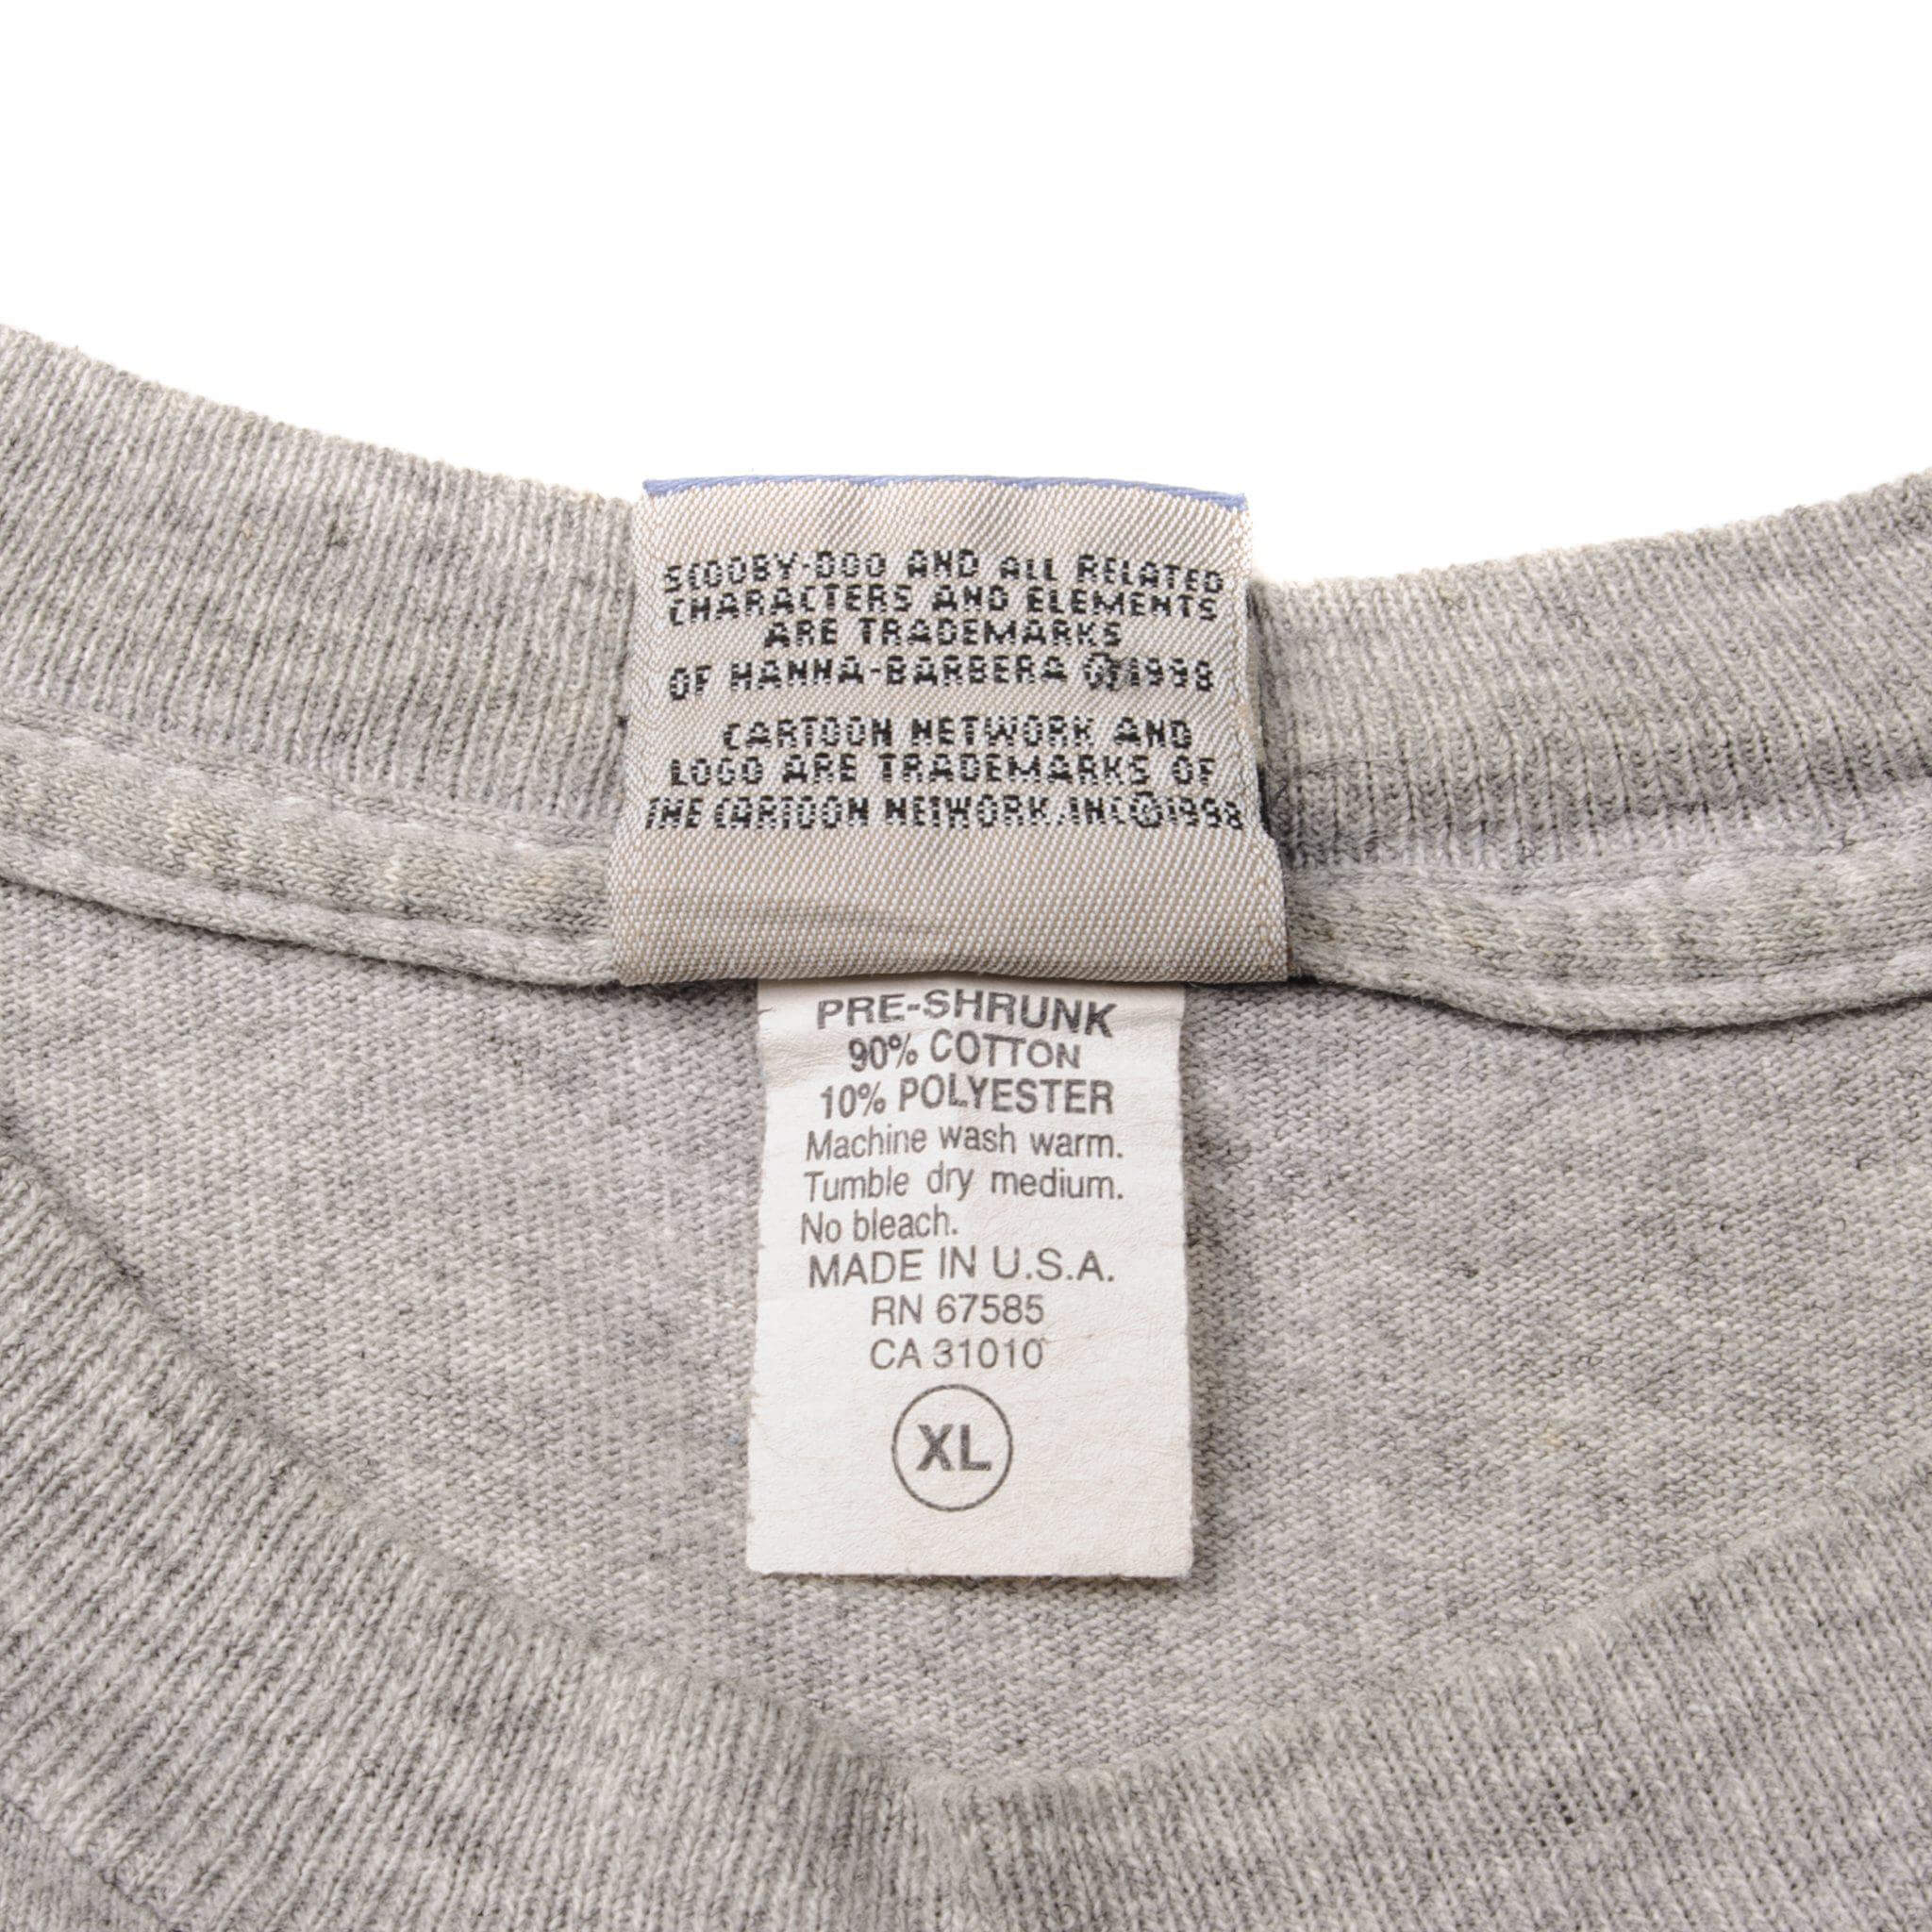 SCOOBY-DOO AND ALL RELATED
CHARACTERS AND ELEMENTS
ARE TRADEMARKS
OF HANNA-BARBERA © 1998
CARTOON NETWORK AND
LOGO ARE TRADEMARKS OF
THE CARTOON NETWORK, INC © 1998
PRE-SHRUNK
90% COTTON
10% POLYESTER
Machine wash warm.
Tumble dry medium.
No bleach.
MADE IN U.S.A.
RN 67585
CA 31010
XL